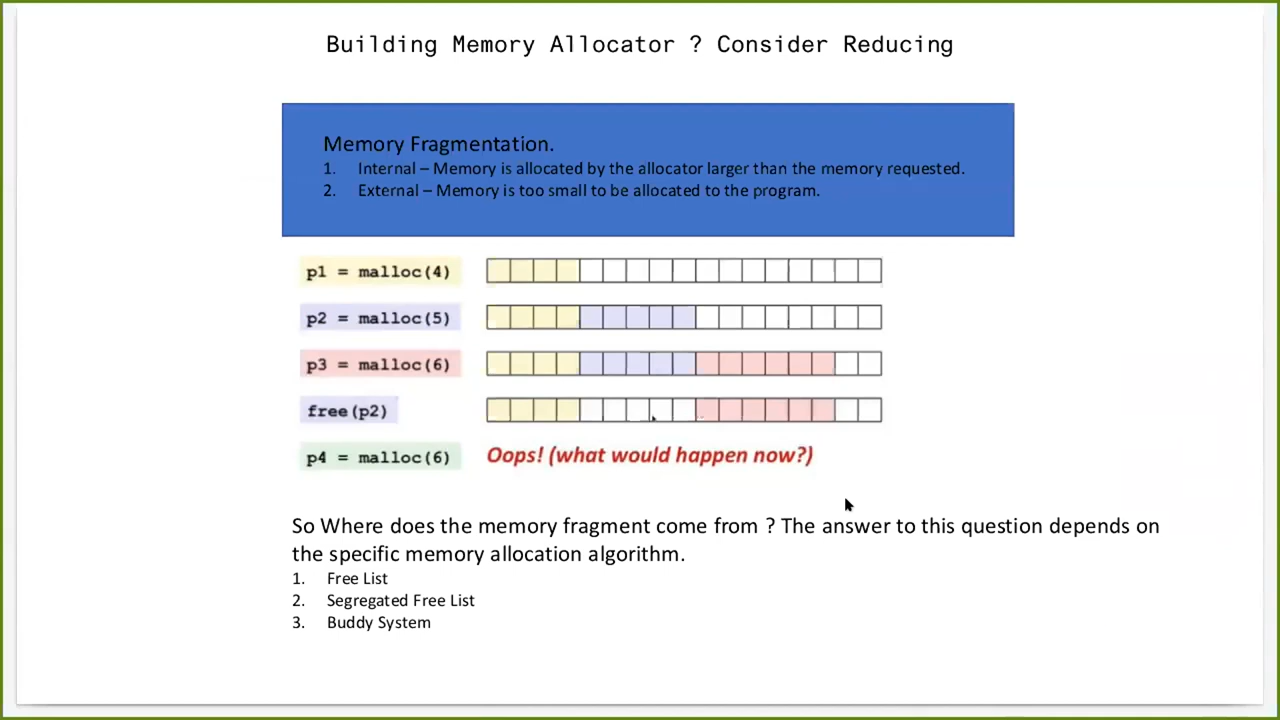 Building Memory Allocator ? Consider Reducing
Memory Fragmentation.
1. Internal – Memory is allocated by the allocator larger than the memory requested.
2. External – Memory is too small to be allocated to the program.
p1 = malloc(4)
p2 = malloc(5)
p3 = malloc(6)
free(p2)
p4 = malloc(6)
Oops! (what would happen now?)
So Where does the memory fragment come from ? The answer to this question depends on
the specific memory allocation algorithm.
1. Free List
2. Segregated Free List
3. Buddy System